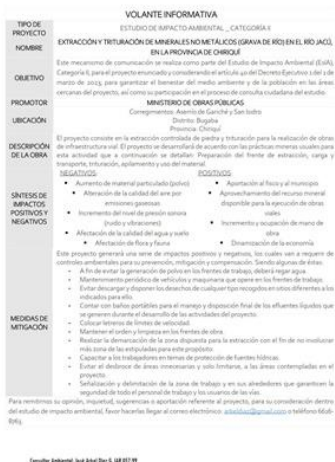 VOLANTE INFORMATIVA
TIPO DE PROYECTO
ESTUDIO DE IMPACTO AMBIENTAL _ CATEGORÍA II
NOMBRE
EXTRACCIÓN Y TRITURACIÓN DE MINERALES NO METÁLICOS (GRAVA DE RÍO) EN EL RÍO JACÚ, EN LA PROVINCIA DE CHIRIQUÍ
OBJETIVO
Este mecanismo de comunicación se realiza como parte del Estudio de Impacto Ambiental (EsIA), Categoría II, para el proyecto enunciado y considerando el artículo 40 del Decreto Ejecutivo 1 del 1 de marzo de 2023, para garantizar el bienestar del medio ambiente y de la población en las áreas cercanas del proyecto, así como su participación en el proceso de consulta ciudadana del estudio.
PROMOTOR
MINISTERIO DE OBRAS PÚBLICAS
UBICACIÓN
Corregimientos: Aserrío de Gariché y San Isidro
Distrito: Bugaba
Provincia: Chiriquí
DESCRIPCIÓN DE LA OBRA
El proyecto consiste en la extracción controlada de piedra y trituración para la realización de obras de infraestructura vial. El proyecto se desarrollará de acuerdo con las prácticas mineras usuales para esta actividad que a continuación se detallan: Preparación del frente de extracción, carga y transporte, trituración, apilamiento y uso del material.
SÍNTESIS DE IMPACTOS POSITIVOS Y NEGATIVOS
NEGATIVOS:
• Aumento de material particulado (polvo)
• Alteración de la calidad del aire por emisiones gaseosas
• Incremento del nivel de presión sonora (ruido y vibraciones)
• Afectación de la calidad del agua y suelo
• Afectación de flora y fauna
POSITIVOS:
• Aportación al fisco y al municipio
• Aprovechamiento del recurso mineral disponible para la ejecución de obras viales
• Incremento y ocupación de mano de obra
• Dinamización de la economía
MEDIDAS DE MITIGACIÓN
Este proyecto generará una serie de impactos positivos y negativos, los cuales van a requerir de controles ambientales para su prevención, mitigación y compensación. Siendo algunas de éstas:
- A fin de evitar la generación de polvo en los frentes de trabajo, deberá regar agua.
- Mantenimiento periódico de vehículos y maquinaria que opere en los frentes de trabajo.
- Evitar descargar y disponer los desechos de cualquier tipo recogidos en sitios diferentes a los indicados para ello.
- Contar con baños portátiles para el manejo y disposición final de los efluentes líquidos que se generen durante el desarrollo de las actividades del proyecto.
- Colocar letreros de límites de velocidad.
- Mantener el orden y limpieza en los frentes de obra.
- Realizar la demarcación de la zona dispuesta para la extracción con el fin de no involucrar más zona de las estipuladas para este propósito.
- Capacitar a los trabajadores en temas de protección de fuentes hídricas.
- Evitar el desbroce de áreas innecesarias y solo limitarse, a las áreas contempladas en el proyecto.
- Señalización y delimitación de la zona de trabajo y en sus alrededores que garanticen la seguridad de todo el personal de trabajo y los usuarios de las vías.
Para remitirnos su opinión, inquietud, sugerencias o aportación referente al proyecto, para su consideración dentro del estudio de impacto ambiental, favor hacerlas llegar al correo electrónico: teléfono
Consultor Ambiental: